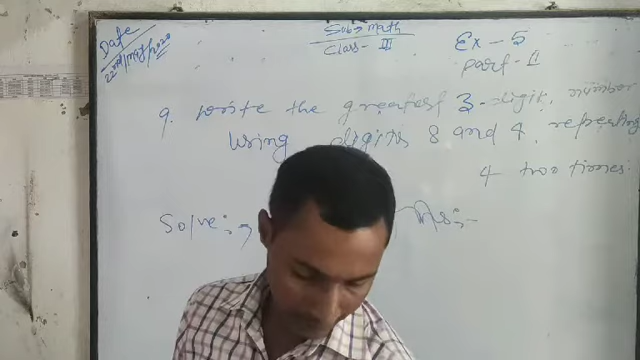 Date
22nd/May/2020
Sub> Math
Class- III
Ex - 5
Part - II
9. Write the greatest 3-digit, number
Using digits 8 and 4, repeating
4 two times.
Solve:->
Ans:-